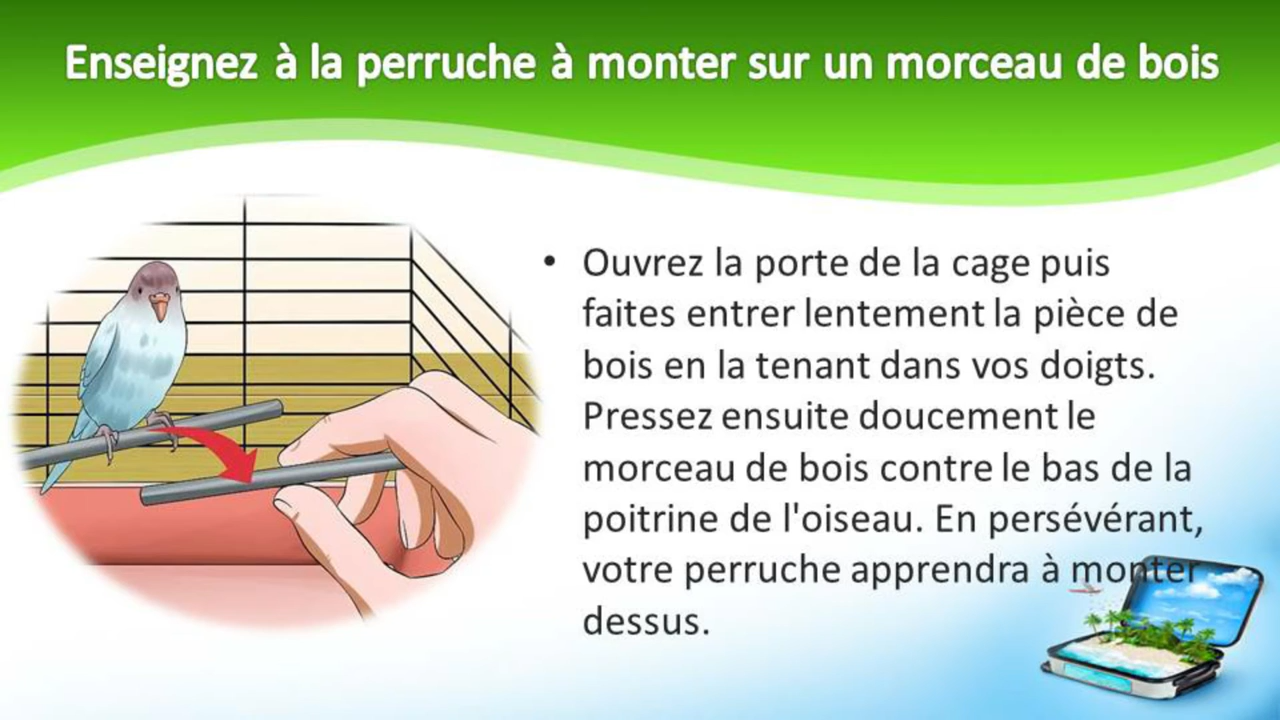 Enseignez à la perruche à monter sur un morceau de bois
• Ouvrez la porte de la cage puis
faites entrer lentement la pièce de
bois en la tenant dans vos doigts.
Pressez ensuite doucement le
morceau de bois contre le bas de la
poitrine de l'oiseau. En persévérant,
votre perruche apprendra à monter
dessus.